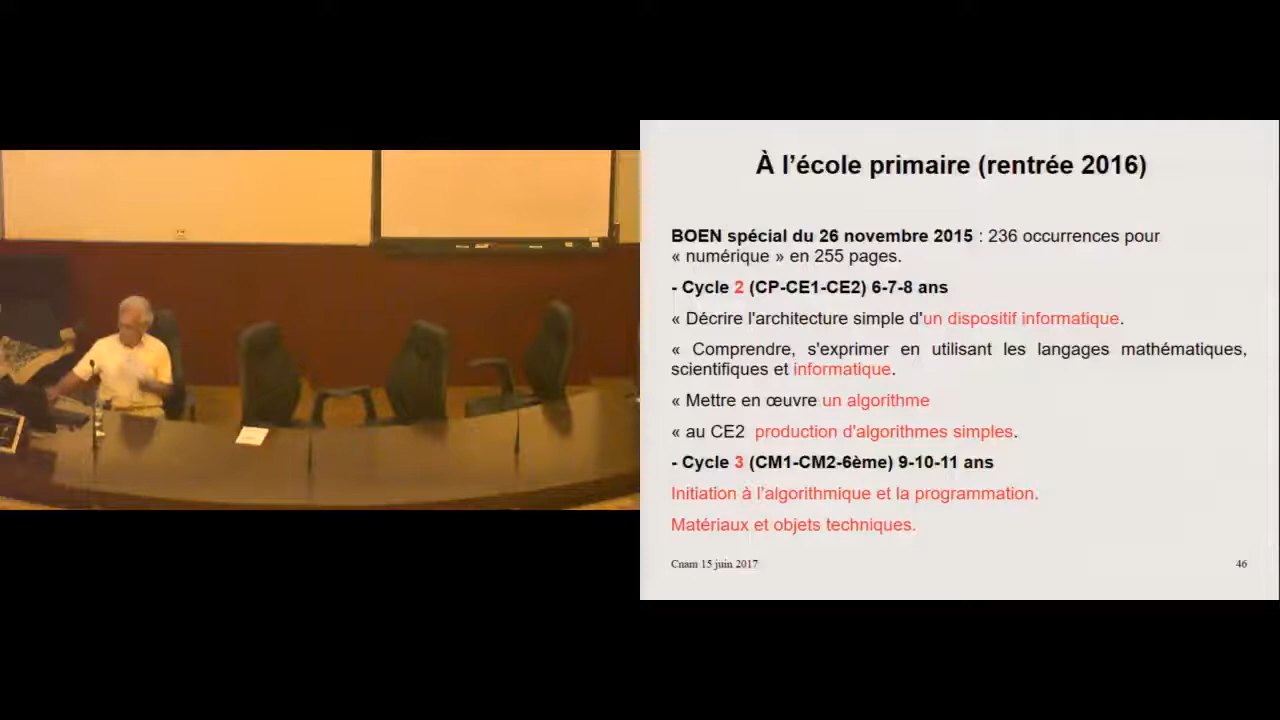 À l'école primaire (rentrée 2016)
BOEN spécial du 26 novembre 2015 : 236 occurrences pour
« numérique » en 255 pages.
- Cycle 2 (CP-CE1-CE2) 6-7-8 ans
« Décrire l'architecture simple d'un dispositif informatique.
« Comprendre, s'exprimer en utilisant les langages mathématiques,
scientifiques et informatique.
« Mettre en œuvre un algorithme
« au CE2 production d'algorithmes simples.
- Cycle 3 (CM1-CM2-6ème) 9-10-11 ans
Initiation à l'algorithmique et la programmation.
Matériaux et objets techniques.
Cnam 15 juin 2017
46